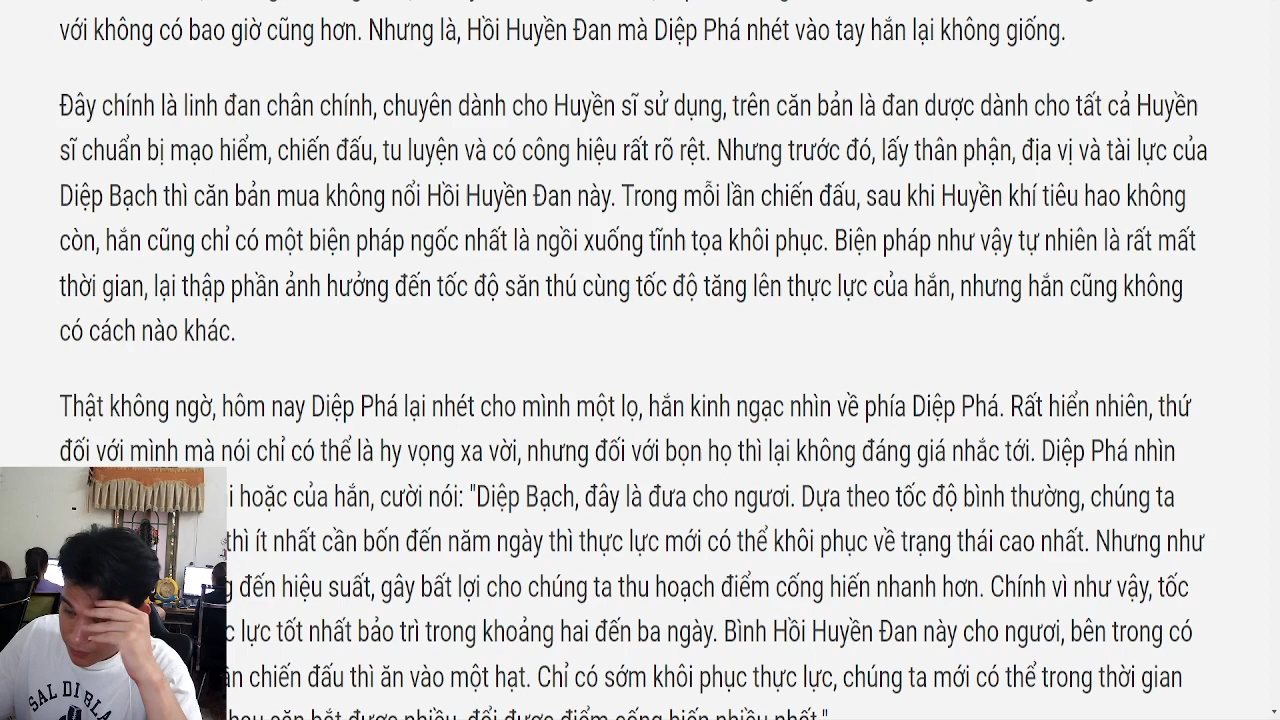 với không có bao giờ cũng hơn. Nhưng là, Hồi Huyền Đan mà Diệp Phá nhét vào tay hắn lại không giống.
Đây chính là linh đan chân chính, chuyên dành cho Huyền sĩ sử dụng, trên căn bản là đan dược dành cho tất cả Huyền
sĩ chuẩn bị mạo hiểm, chiến đấu, tu luyện và có công hiệu rất rõ rệt. Nhưng trước đó, lấy thân phận, địa vị và tài lực của
Diệp Bạch thì căn bản mua không nổi Hồi Huyền Đan này. Trong mỗi lần chiến đấu, sau khi Huyền khí tiêu hao không
còn, hắn cũng chỉ có một biện pháp ngốc nhất là ngồi xuống tĩnh tọa khôi phục. Biện pháp như vậy tự nhiên là rất mất
thời gian, lại thập phần ảnh hưởng đến tốc độ săn thú cùng tốc độ tăng lên thực lực của hắn, nhưng hắn cũng không
có cách nào khác.
Thật không ngờ, hôm nay Diệp Phá lại nhét cho mình một lọ, hắn kinh ngạc nhìn về phía Diệp Phá. Rất hiển nhiên, thứ
đối với mình mà nói chỉ có thể là hy vọng xa vời, nhưng đối với bọn họ thì lại không đáng giá nhắc tới. Diệp Phá nhìn
hoặc của hắn, cười nói: "Diệp Bạch, đây là đưa cho ngươi. Dựa theo tốc độ bình thường, chúng ta
thì ít nhất cần bốn đến năm ngày thì thực lực mới có thể khôi phục về trạng thái cao nhất. Nhưng như
đến hiệu suất, gây bất lợi cho chúng ta thu hoạch điểm cống hiến nhanh hơn. Chính vì như vậy, tốc
lực tốt nhất bảo trì trong khoảng hai đến ba ngày. Bình Hồi Huyền Đan này cho ngươi, bên trong có
chiến đấu thì ăn vào một hạt. Chỉ có sớm khôi phục thực lực, chúng ta mới có thể trong thời gian
săn bắt được nhiều, đổi được điểm cống hiến nhiều nhất."
SAL DI BLA